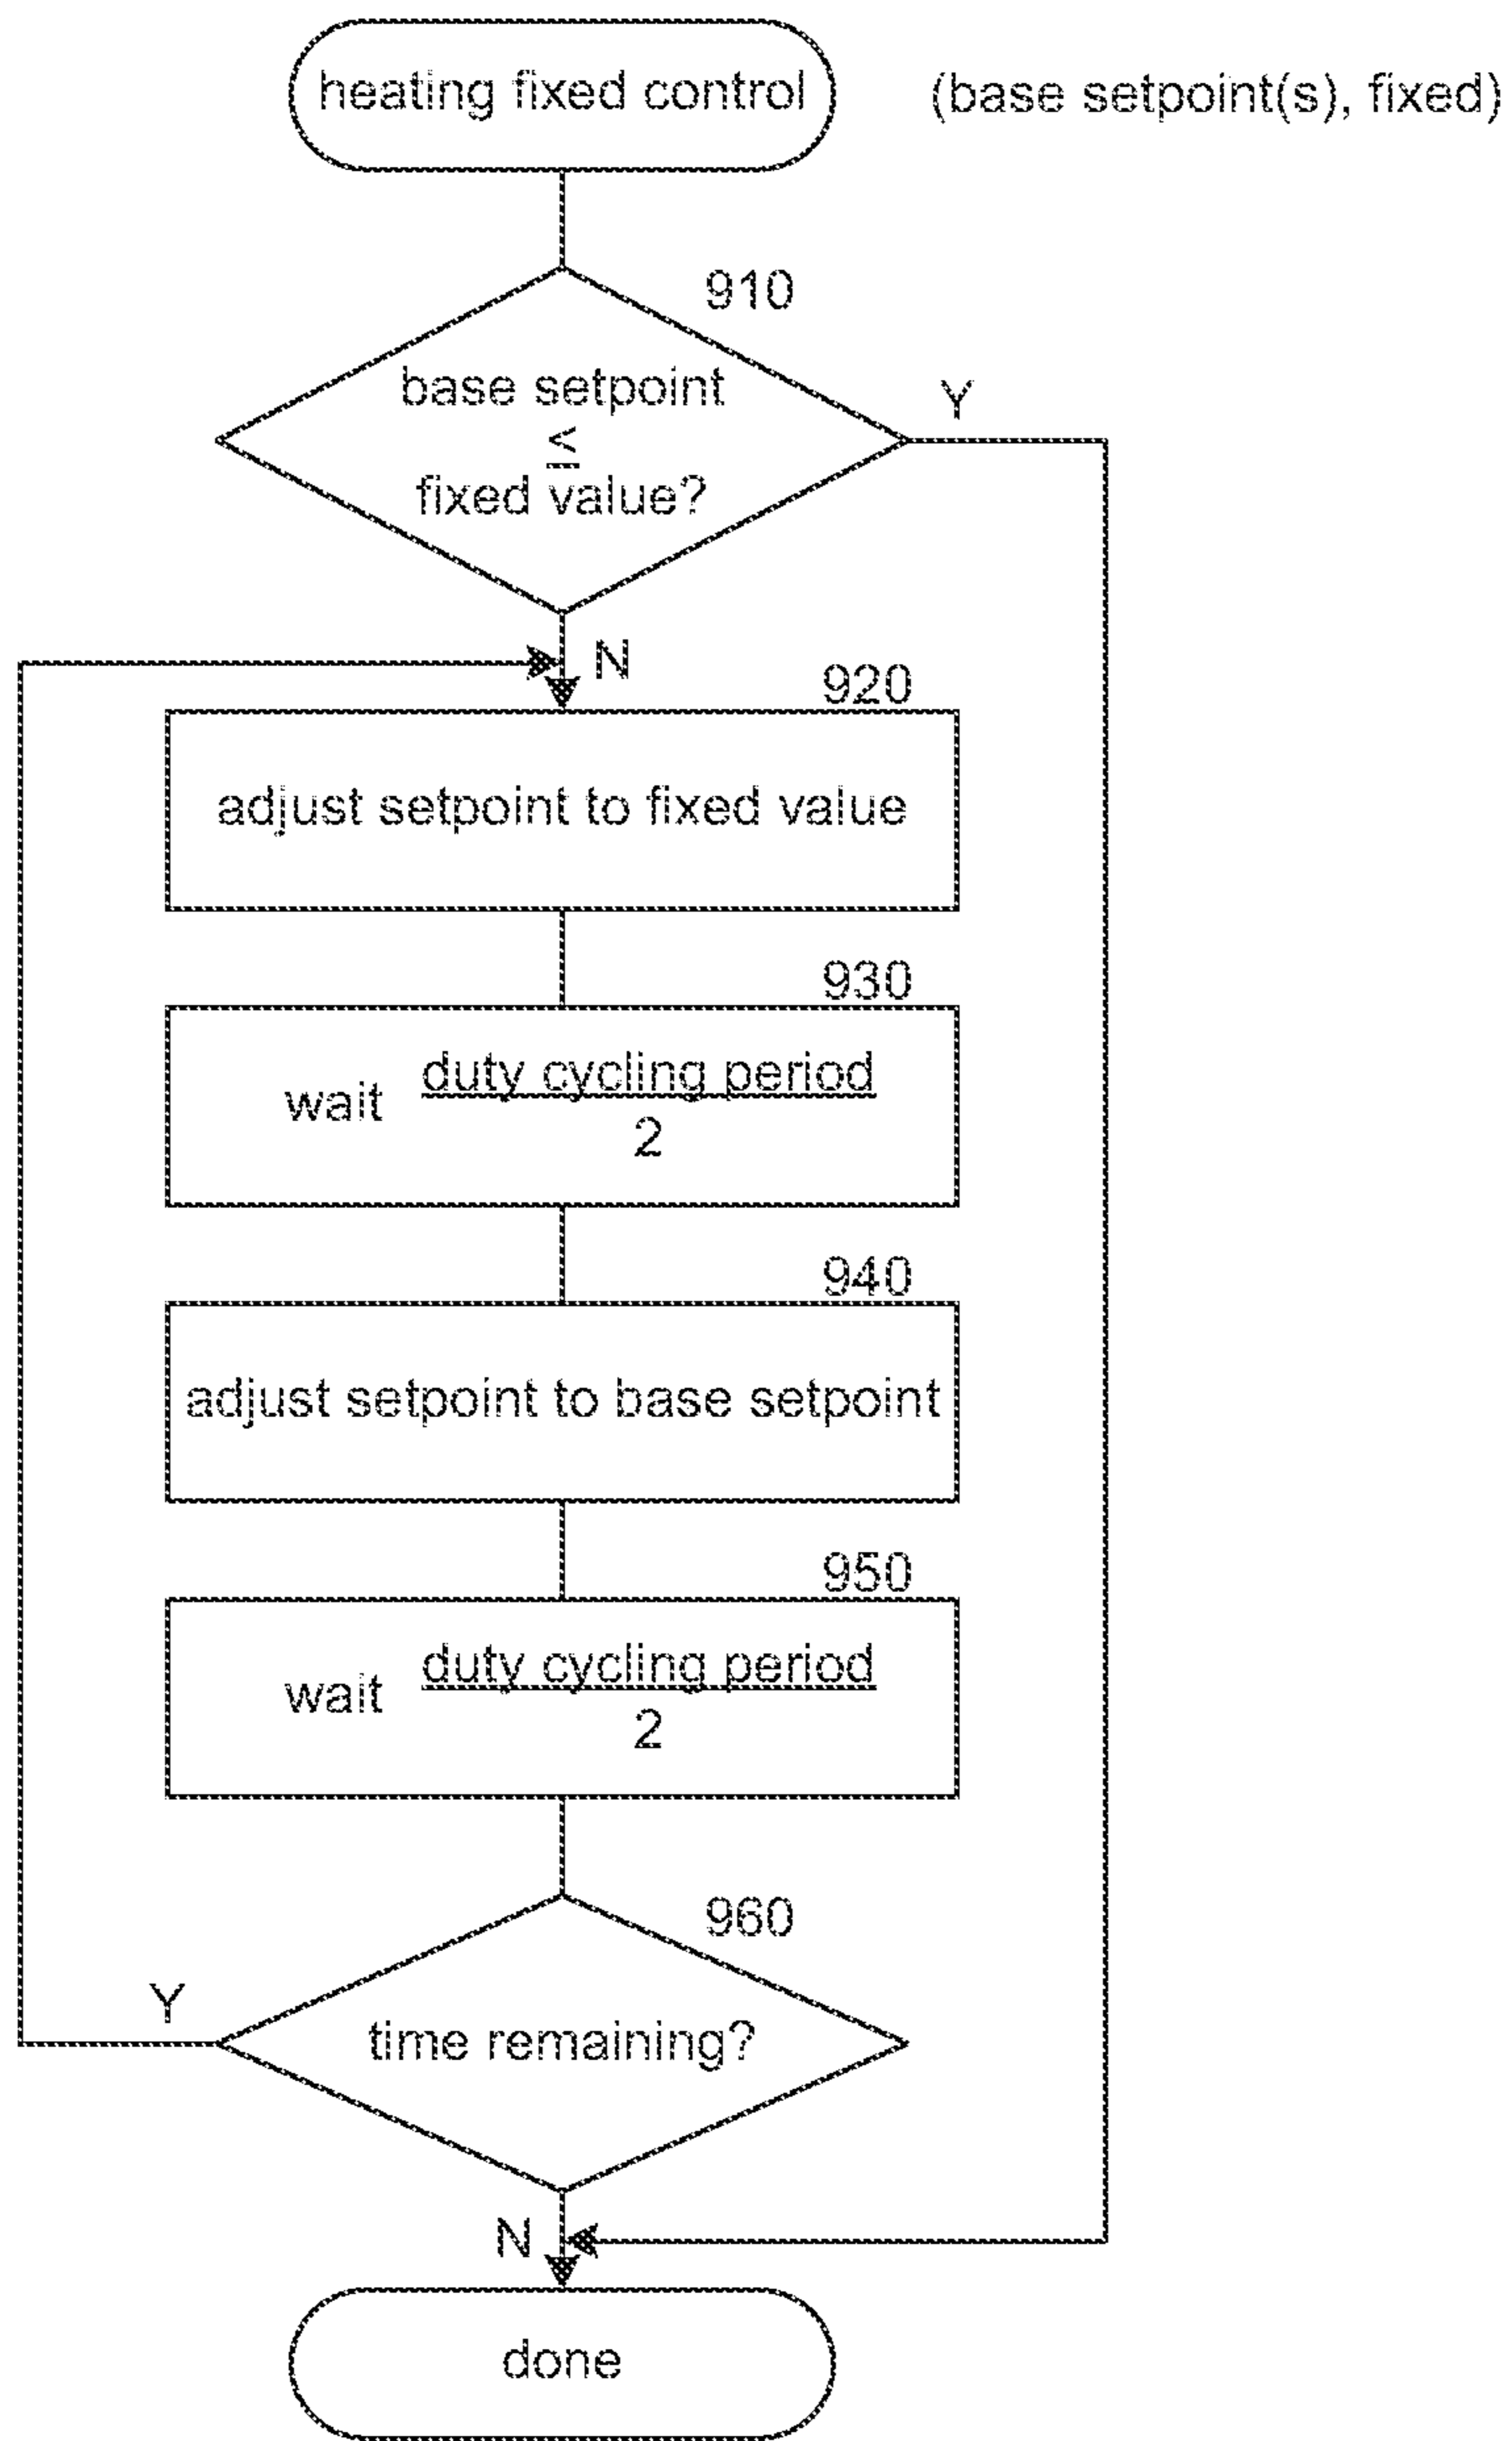 heating fixed control
(base setpoint(s), fixed)
910
base setpoint
≤
fixed value?
Y
N
920
adjust setpoint to fixed value
930
wait duty cycling period
2
940
adjust setpoint to base setpoint
950
wait duty cycling period
2
960
time remaining?
Y
N
done